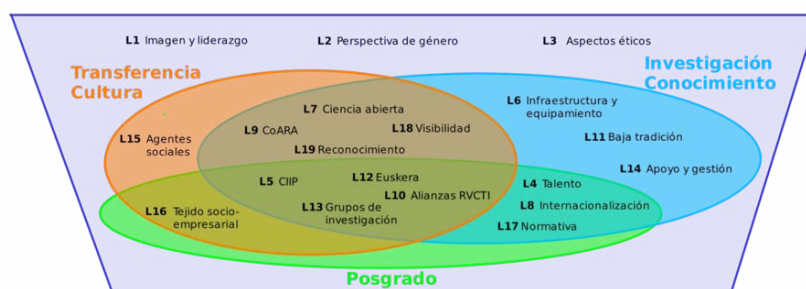 L1 Imagen y liderazgo
L2 Perspectiva de género
L3 Aspectos éticos
Transferencia
Cultura
Investigación
Conocimiento
L7 Ciencia abierta
L6 Infraestructura y
equipamiento
L15 Agentes
sociales
L9 CoARA
L18 Visibilidad
L11 Baja tradición
L19 Reconocimiento
L14 Apoyo y gestión
L5 CIIP
L12 Euskera
L4 Talento
L10 Alianzas RVCTI
L16 Tejido socio-
empresarial
L13 Grupos de
investigación
L8 Internacionalización
L17 Normativa
Posgrado